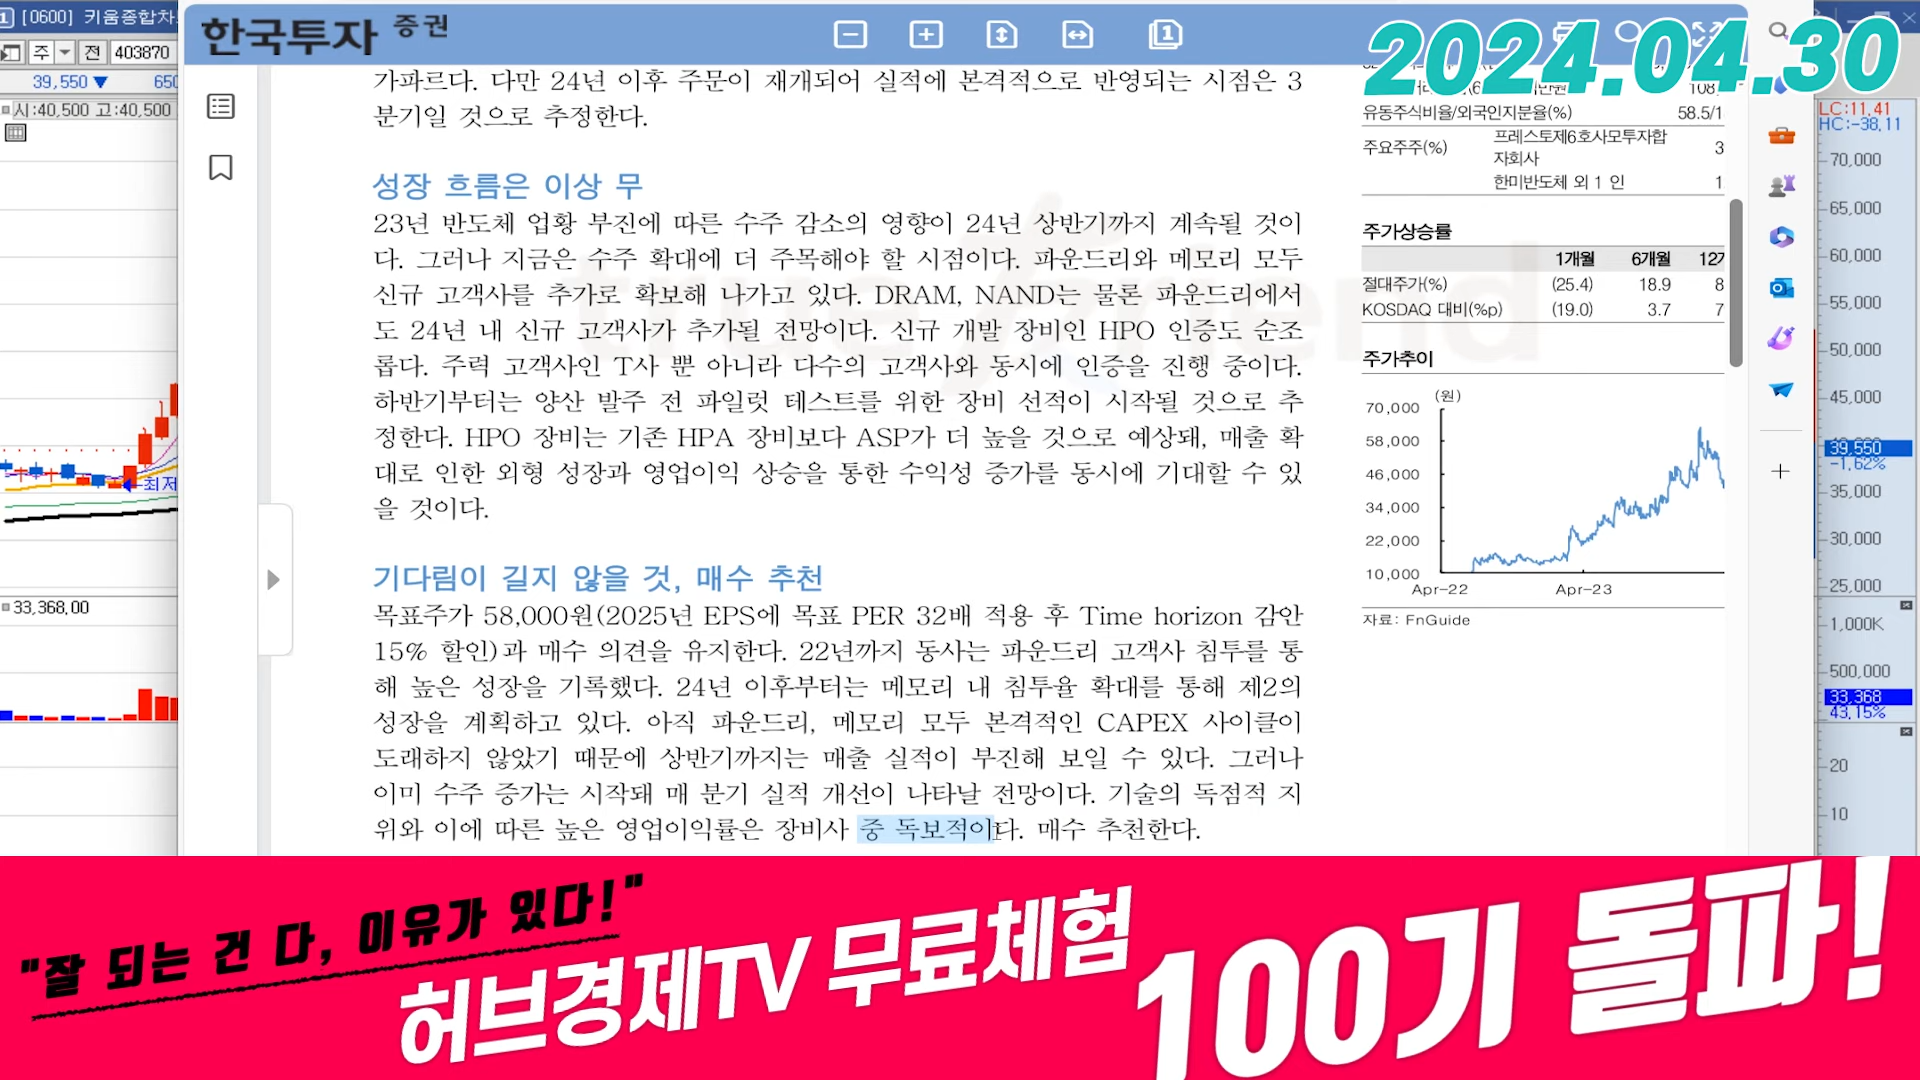 [0600] 키움종합차
주
전
403870
39,550 ▼
650
시:40,500 고:40,500
최저
33,368,00
한국투자 증권
2024.04.30
가파르다. 다만 24년 이후 주문이 재개되어 실적에 본격적으로 반영되는 시점은 3
분기일 것으로 추정한다.
성장 흐름은 이상 무
23년 반도체 업황 부진에 따른 수주 감소의 영향이 24년 상반기까지 계속될 것이
다. 그러나 지금은 수주 확대에 더 주목해야 할 시점이다. 파운드리와 메모리 모두
신규 고객사를 추가로 확보해 나가고 있다. DRAM, NAND는 물론 파운드리에서
도 24년 내 신규 고객사가 추가될 전망이다. 신규 개발 장비인 HPO 인증도 순조
롭다. 주력 고객사인 T사 뿐 아니라 다수의 고객사와 동시에 인증을 진행 중이다.
하반기부터는 양산 발주 전 파일럿 테스트를 위한 장비 선적이 시작될 것으로 추
정한다. HPO 장비는 기존 HPA 장비보다 ASP가 더 높을 것으로 예상돼, 매출 확
대로 인한 외형 성장과 영업이익 상승을 통한 수익성 증가를 동시에 기대할 수 있
을 것이다.
기다림이 길지 않을 것, 매수 추천
목표주가 58,000원(2025년 EPS에 목표 PER 32배 적용 후 Time horizon 감안
15% 할인)과 매수 의견을 유지한다. 22년까지 동사는 파운드리 고객사 침투를 통
해 높은 성장을 기록했다. 24년 이후부터는 메모리 내 침투율 확대를 통해 제2의
성장을 계획하고 있다. 아직 파운드리, 메모리 모두 본격적인 CAPEX 사이클이
도래하지 않았기 때문에 상반기까지는 매출 실적이 부진해 보일 수 있다. 그러나
이미 수주 증가는 시작돼 매 분기 실적 개선이 나타날 전망이다. 기술의 독점적 지
위와 이에 따른 높은 영업이익률은 장비사 중 독보적이다. 매수 추천한다.
유동주식비율/외국인지분율(%) 58.5/1
주요주주(%) 프레스토제6호사모투자합
자회사 3
한미반도체 외 1 인 1
주가상승률
1개월 6개월 12개
절대주가(%) (25.4) 18.9 8
KOSDAQ 대비(%p) (19.0) 3.7 7
주가추이
(원)
70,000
58,000
46,000
34,000
22,000
10,000
Apr-22 Apr-23
자료: FnGuide
true friend
LC:11.41
HC:-38.11
70,000
65,000
60,000
55,000
50,000
45,000
39,550
-1.62%
35,000
30,000
25,000
1,000K
500,000
33,368
43.15%
20
10
"잘 되는 건 다, 이유가 있다!"
허브경제TV 무료체험
100기 돌파!